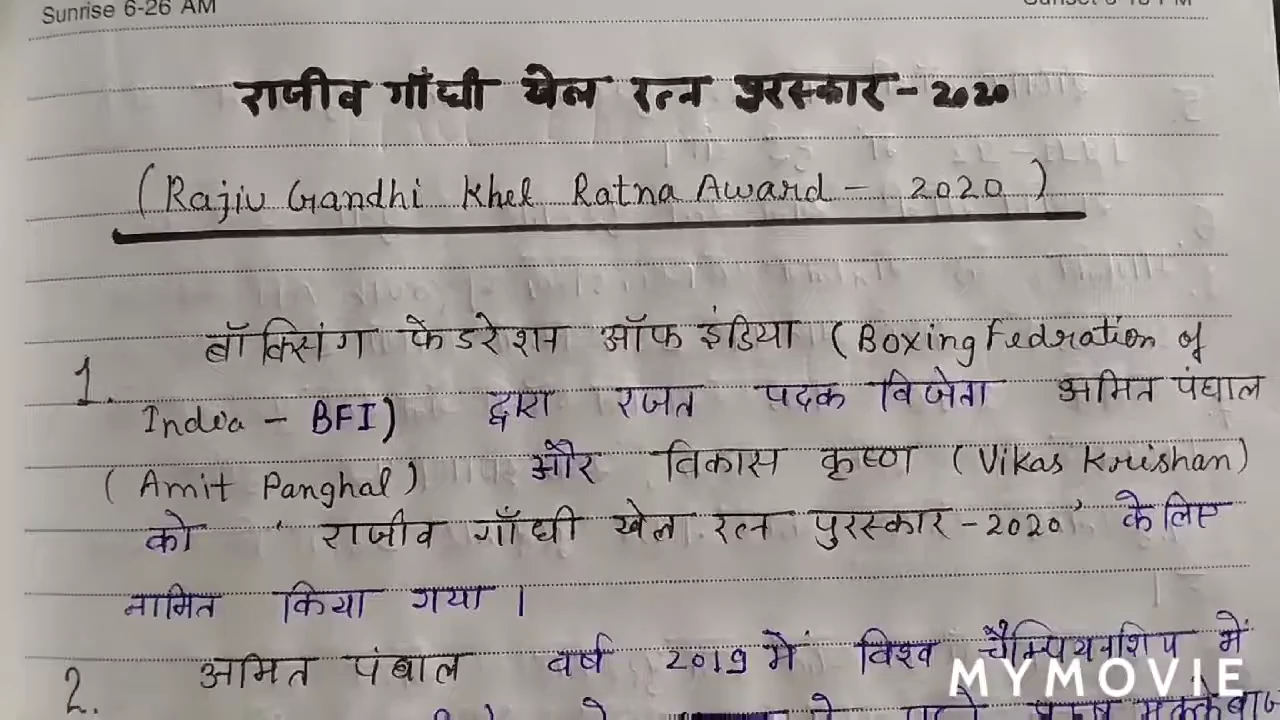 Sunrise 6-26 AM
राजीव गाँधी खेल रत्न पुरस्कार - 2020
(Rajiv Gandhi Khel Ratna Award - 2020)
1. बॉक्सिंग फेडरेशन ऑफ इंडिया (Boxing Fedration of
India - BFI) द्वारा रजत पदक विजेता अमित पंघाल
(Amit Panghal) और विकास कृष्ण (Vikas Krishan)
को 'राजीव गाँधी खेल रत्न पुरस्कार - 2020' के लिए
नामित किया गया।
2. अमित पंघाल वर्ष 2019 में विश्व चैम्पियनशिप में
MYMOVIE